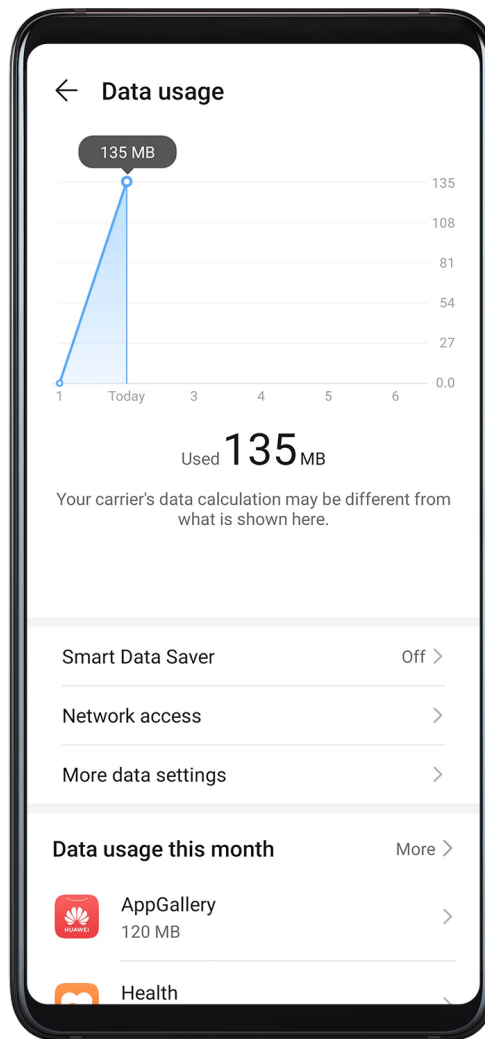 Data usage
135 MB
135
108
81
54
27
0.0
1 Today 3 4 5 6
Used 135 MB
Your carrier's data calculation may be different from
what is shown here.
Smart Data Saver Off
Network access
More data settings
Data usage this month More
AppGallery
HUAWEI
120 MB
Health